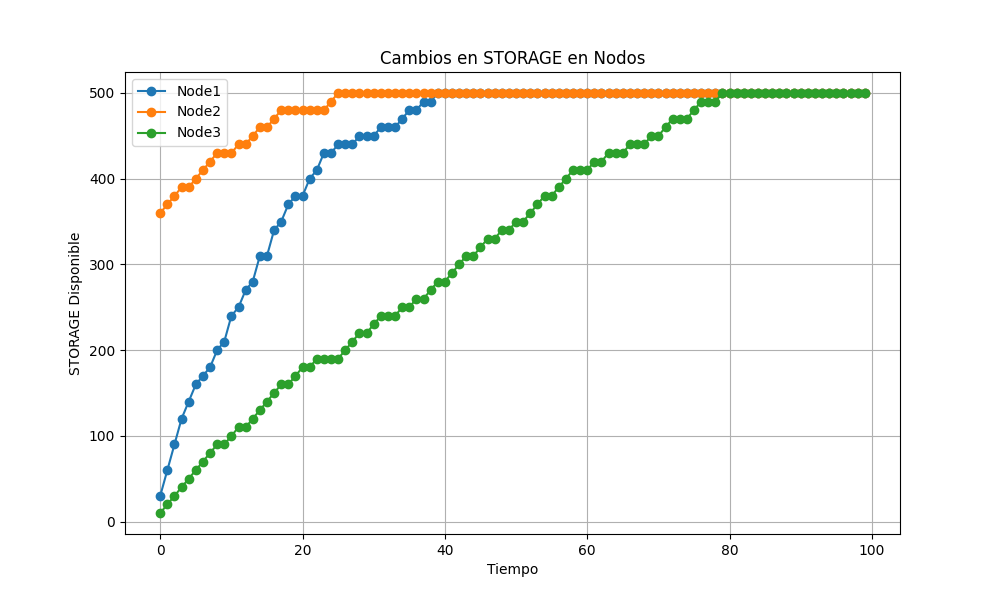 Cambios en STORAGE en Nodos
Node1
Node2
Node3
STORAGE Disponible
500
400
300
200
100
0
0 20 40 60 80 100
Tiempo